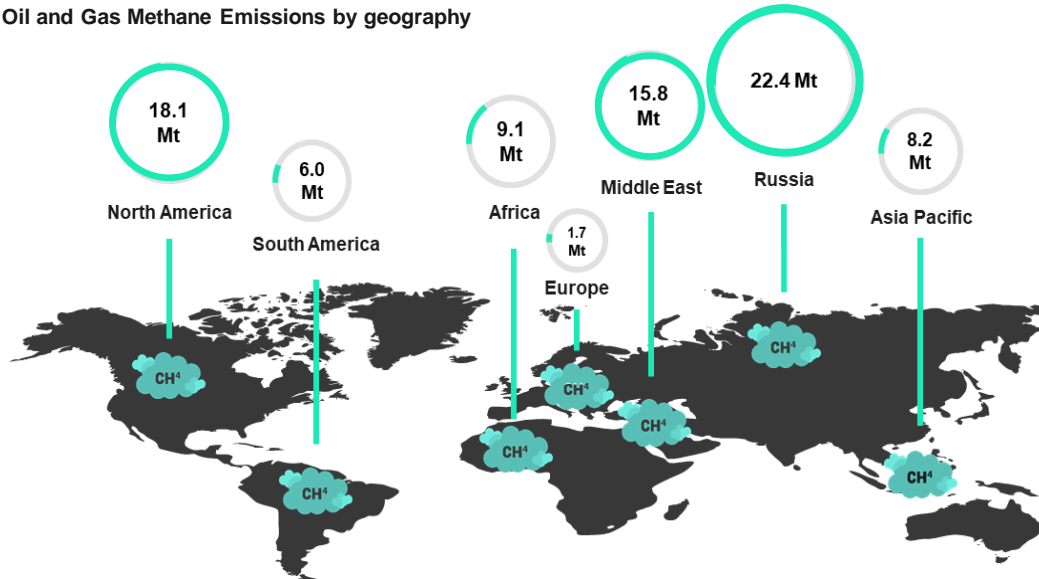 Oil and Gas Methane Emissions by geography
18.1
Mt
North America
6.0
Mt
South America
9.1
Mt
Africa
1.7
Mt
Europe
15.8
Mt
Middle East
22.4 Mt
Russia
8.2
Mt
Asia Pacific
CH⁴
CH⁴
CH⁴
CH⁴
CH⁴
CH⁴
CH⁴